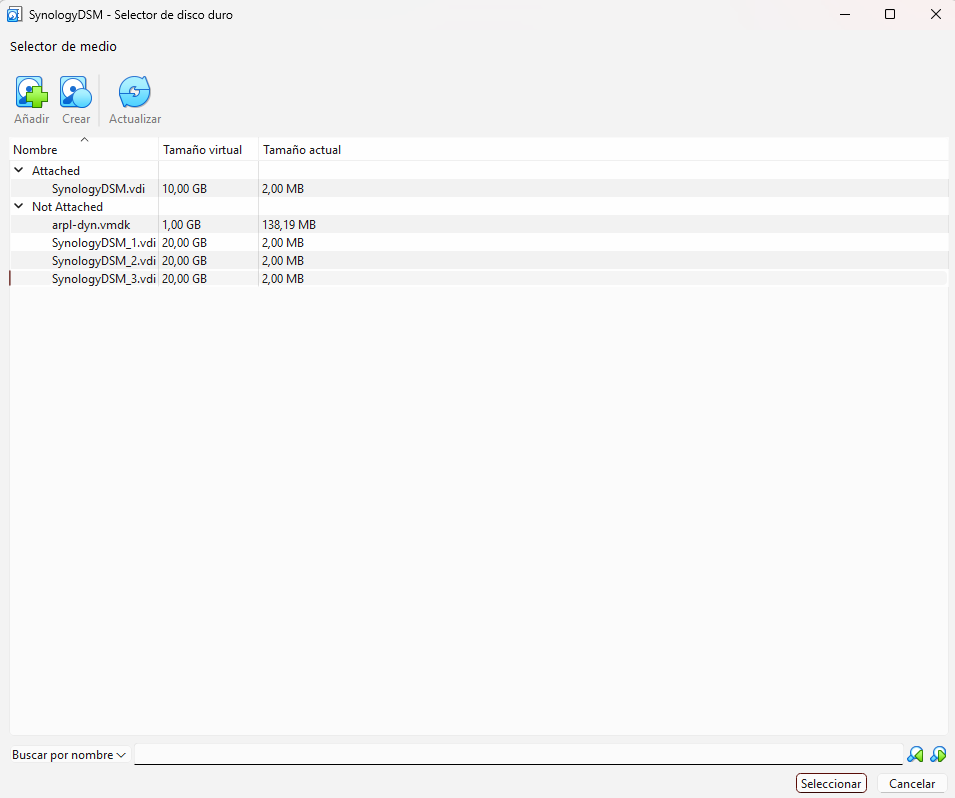 SynologyDSM - Selector de disco duro
Selector de medio
Añadir Crear Actualizar
Nombre Tamaño virtual Tamaño actual
Attached
SynologyDSM.vdi 10,00 GB 2,00 MB
Not Attached
arpl-dyn.vmdk 1,00 GB 138,19 MB
SynologyDSM_1.vdi 20,00 GB 2,00 MB
SynologyDSM_2.vdi 20,00 GB 2,00 MB
SynologyDSM_3.vdi 20,00 GB 2,00 MB
Buscar por nombre
Seleccionar Cancelar